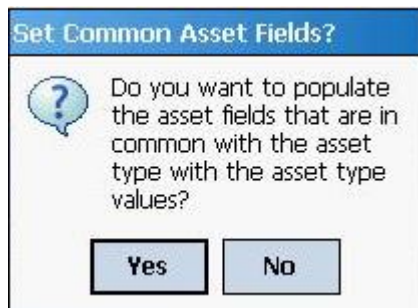 Set Common Asset Fields?
Do you want to populate
the asset fields that are in
common with the asset
type with the asset type
values?
Yes No